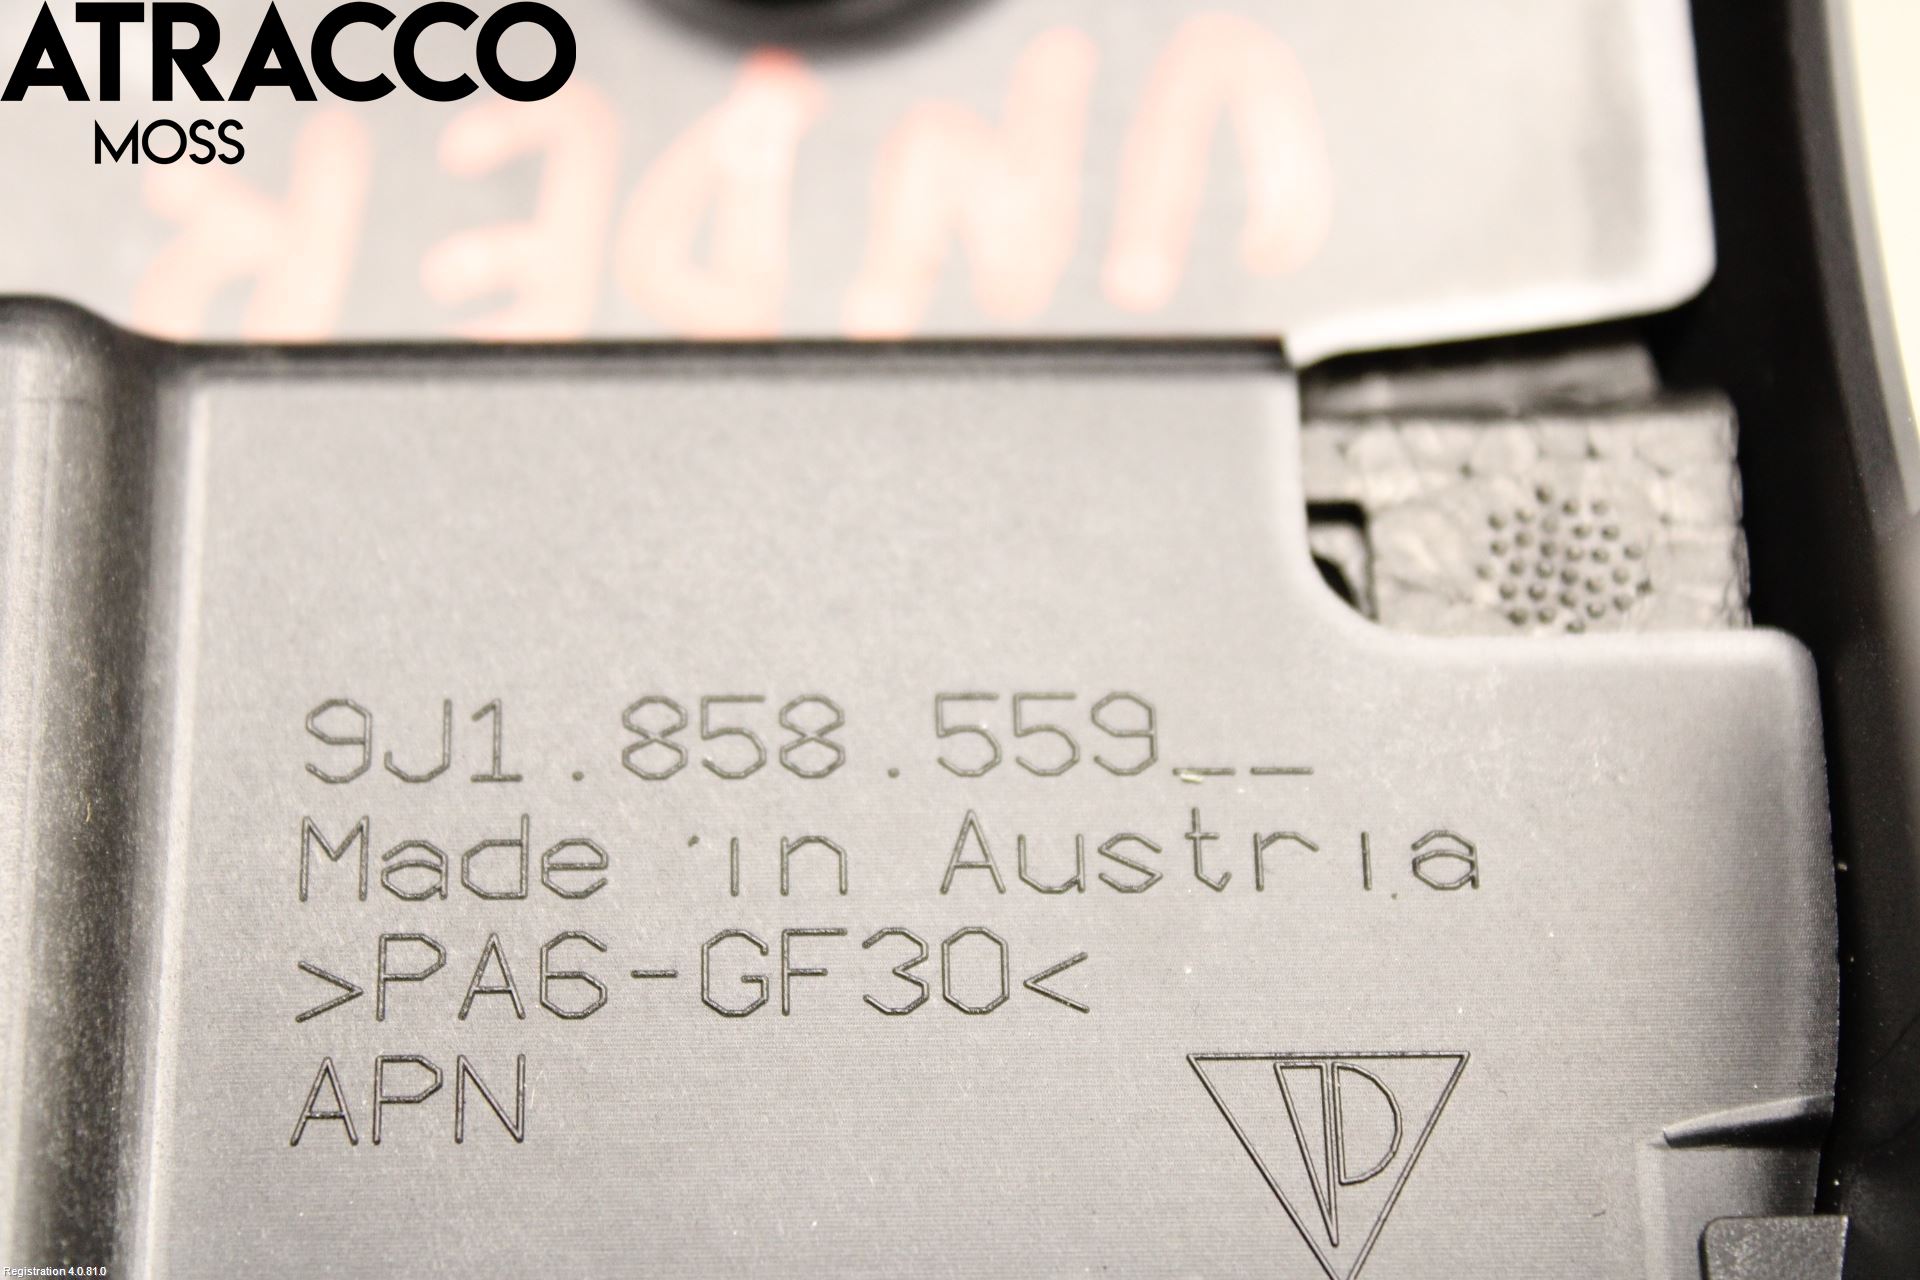 ATRACCO
MOSS
UNDER
9J1.858.559__
Made in Austria
>PA6-GF30<
APN
Registration 4.0.81.0